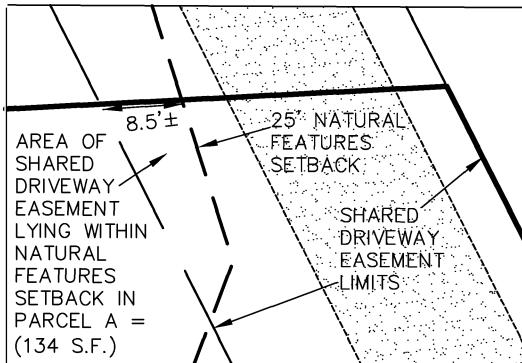 8.5'±
AREA OF
SHARED
DRIVEWAY
EASEMENT
LYING WITHIN
NATURAL
FEATURES
SETBACK IN
PARCEL A =
(134 S.F.)
25' NATURAL
FEATURES
SETBACK
SHARED
DRIVEWAY
EASEMENT
LIMITS